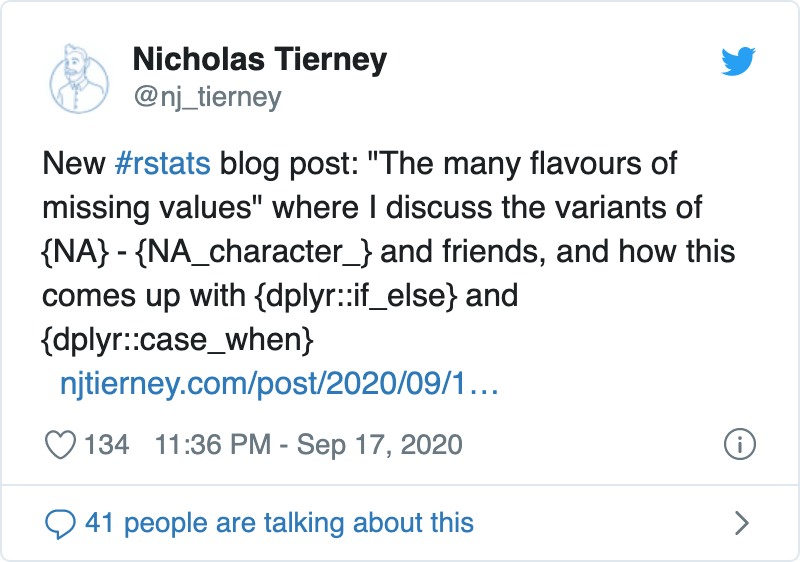 Nicholas Tierney
@nj_tierney
New #rstats blog post: "The many flavours of
missing values" where I discuss the variants of
{NA} - {NA_character_} and friends, and how this
comes up with {dplyr::if_else} and
{dplyr::case_when}
njtierney.com/post/2020/09/1…
134 11:36 PM - Sep 17, 2020
41 people are talking about this